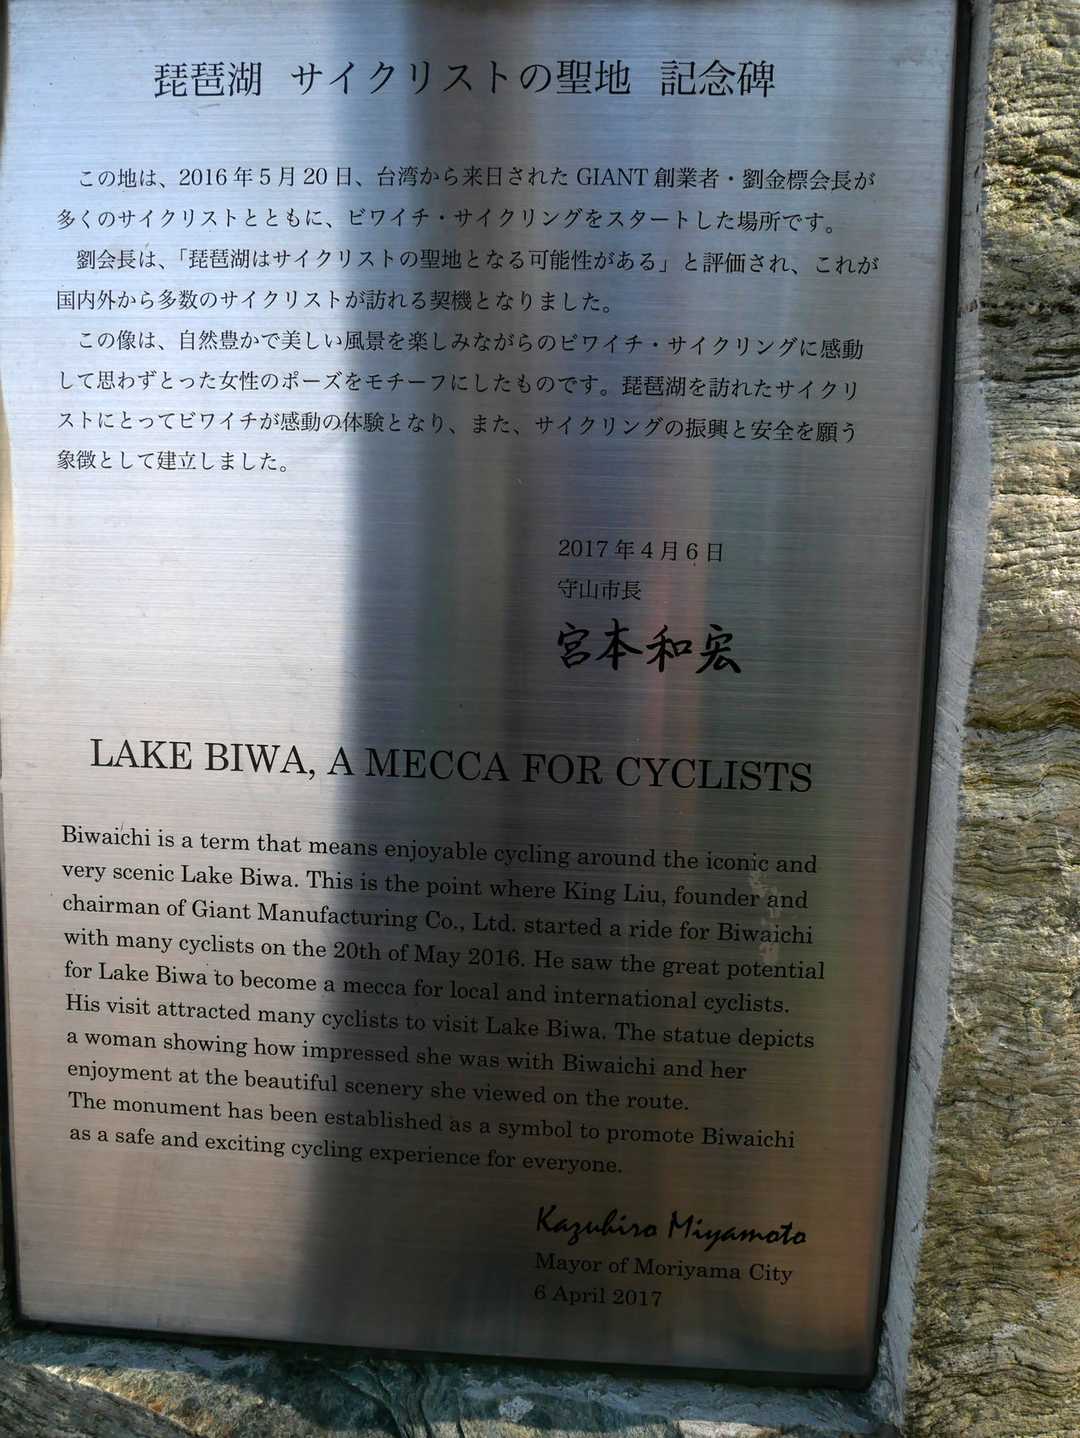 琵琶湖 サイクリストの聖地 記念碑
この地は、2016年5月20日、台湾から来日されたGIANT創業者・劉金標会長が
多くのサイクリストとともに、ビワイチ・サイクリングをスタートした場所です。
劉会長は、「琵琶湖はサイクリストの聖地となる可能性がある」と評価され、これが
国内外から多数のサイクリストが訪れる契機となりました。
この像は、自然豊かで美しい風景を楽しみながらのビワイチ・サイクリングに感動
して思わずとった女性のポーズをモチーフにしたものです。琵琶湖を訪れたサイクリ
ストにとってビワイチが感動の体験となり、また、サイクリングの振興と安全を願う
象徴として建立しました。
2017年4月6日
守山市長
宮本和宏
LAKE BIWA, A MECCA FOR CYCLISTS
Biwaichi is a term that means enjoyable cycling around the iconic and
very scenic Lake Biwa. This is the point where King Liu, founder and
chairman of Giant Manufacturing Co., Ltd. started a ride for Biwaichi
with many cyclists on the 20th of May 2016. He saw the great potential
for Lake Biwa to become a mecca for local and international cyclists.
His visit attracted many cyclists to visit Lake Biwa. The statue depicts
a woman showing how impressed she was with Biwaichi and her
enjoyment at the beautiful scenery she viewed on the route.
The monument has been established as a symbol to promote Biwaichi
as a safe and exciting cycling experience for everyone.
Kazuhiro Miyamoto
Mayor of Moriyama City
6 April 2017